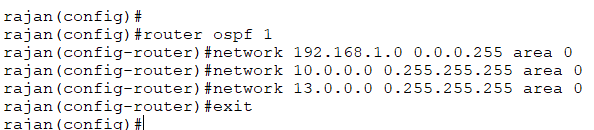 rajan(config)#
rajan(config)#router ospf 1
rajan(config-router)#network 192.168.1.0 0.0.0.255 area 0
rajan(config-router)#network 10.0.0.0 0.255.255.255 area 0
rajan(config-router)#network 13.0.0.0 0.255.255.255 area 0
rajan(config-router)#exit
rajan(config)#